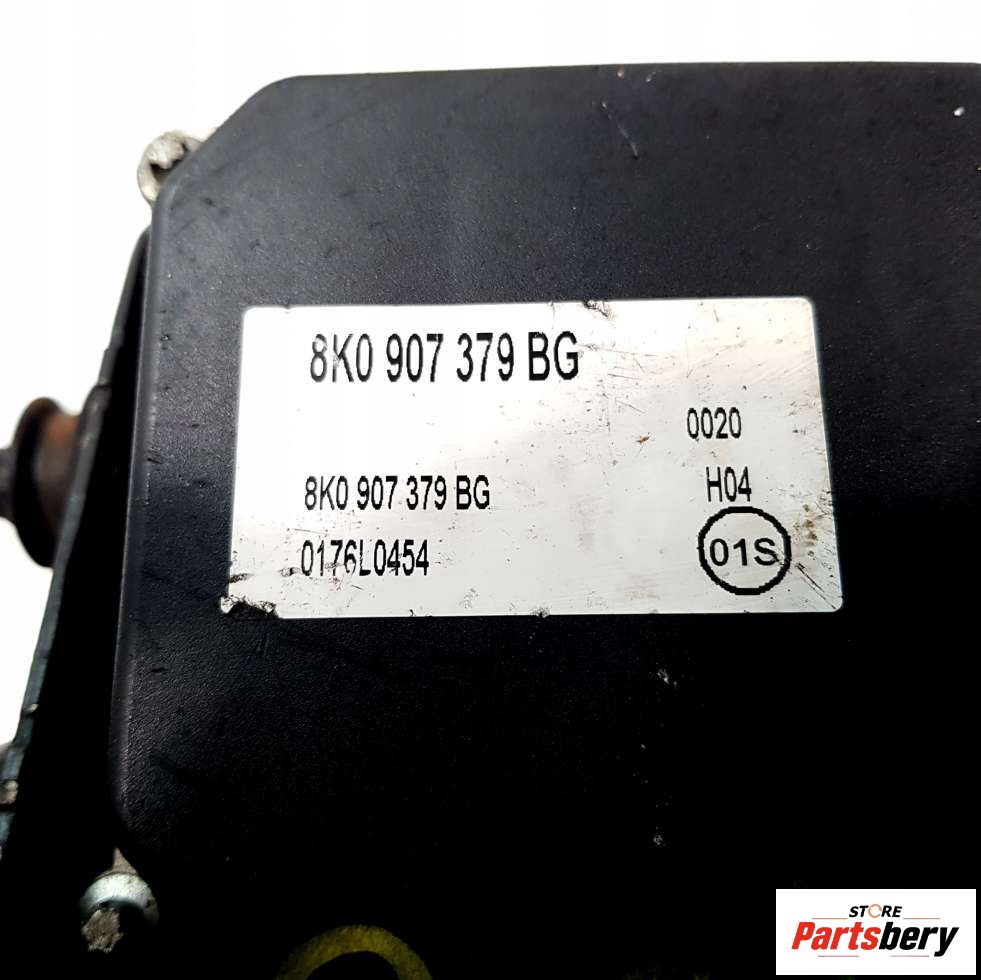 8K0 907 379 BG
0020
8K0 907 379 BG
H04
0176L0454
01S
STORE
Partsbery